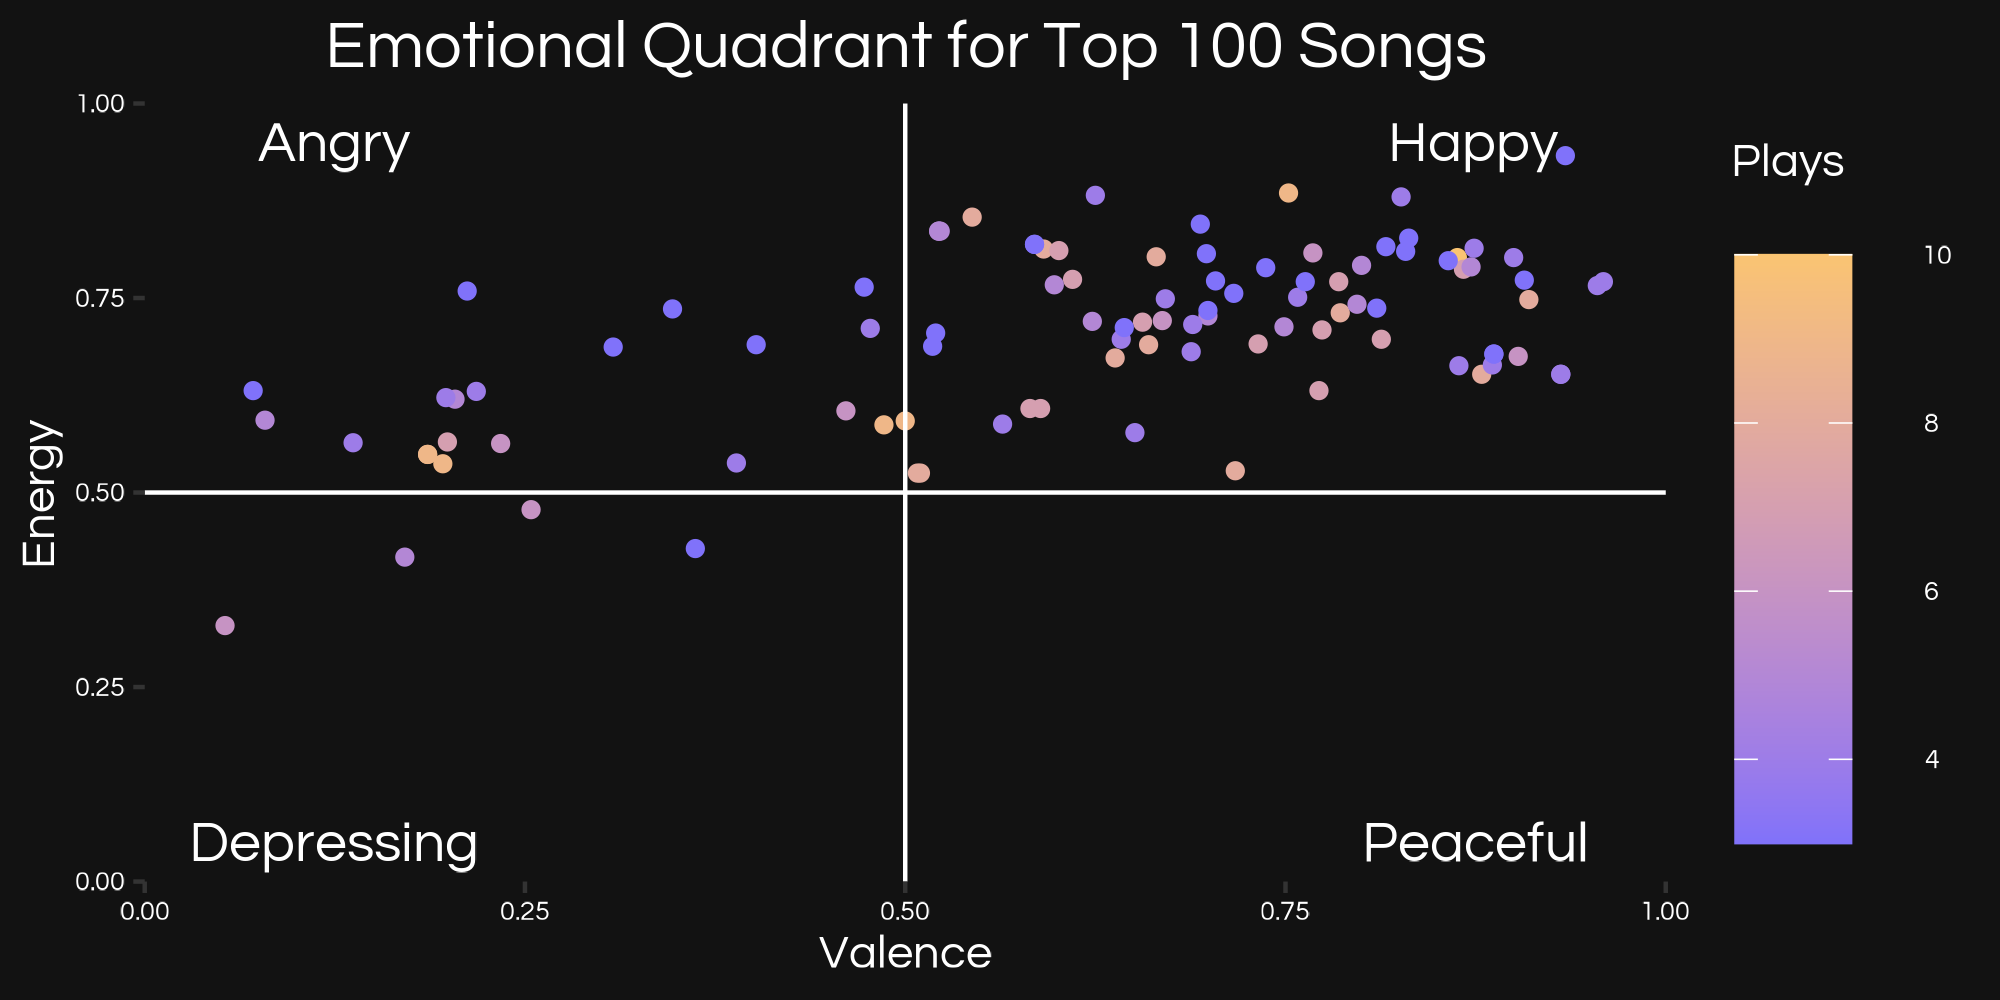 Emotional Quadrant for Top 100 Songs
1.00
Angry
Happy
Plays
10
0.75
8
Energy
6
0.50
0.25
4
Depressing
Peaceful
0.00
0.00 0.25 0.50 0.75 1.00
Valence